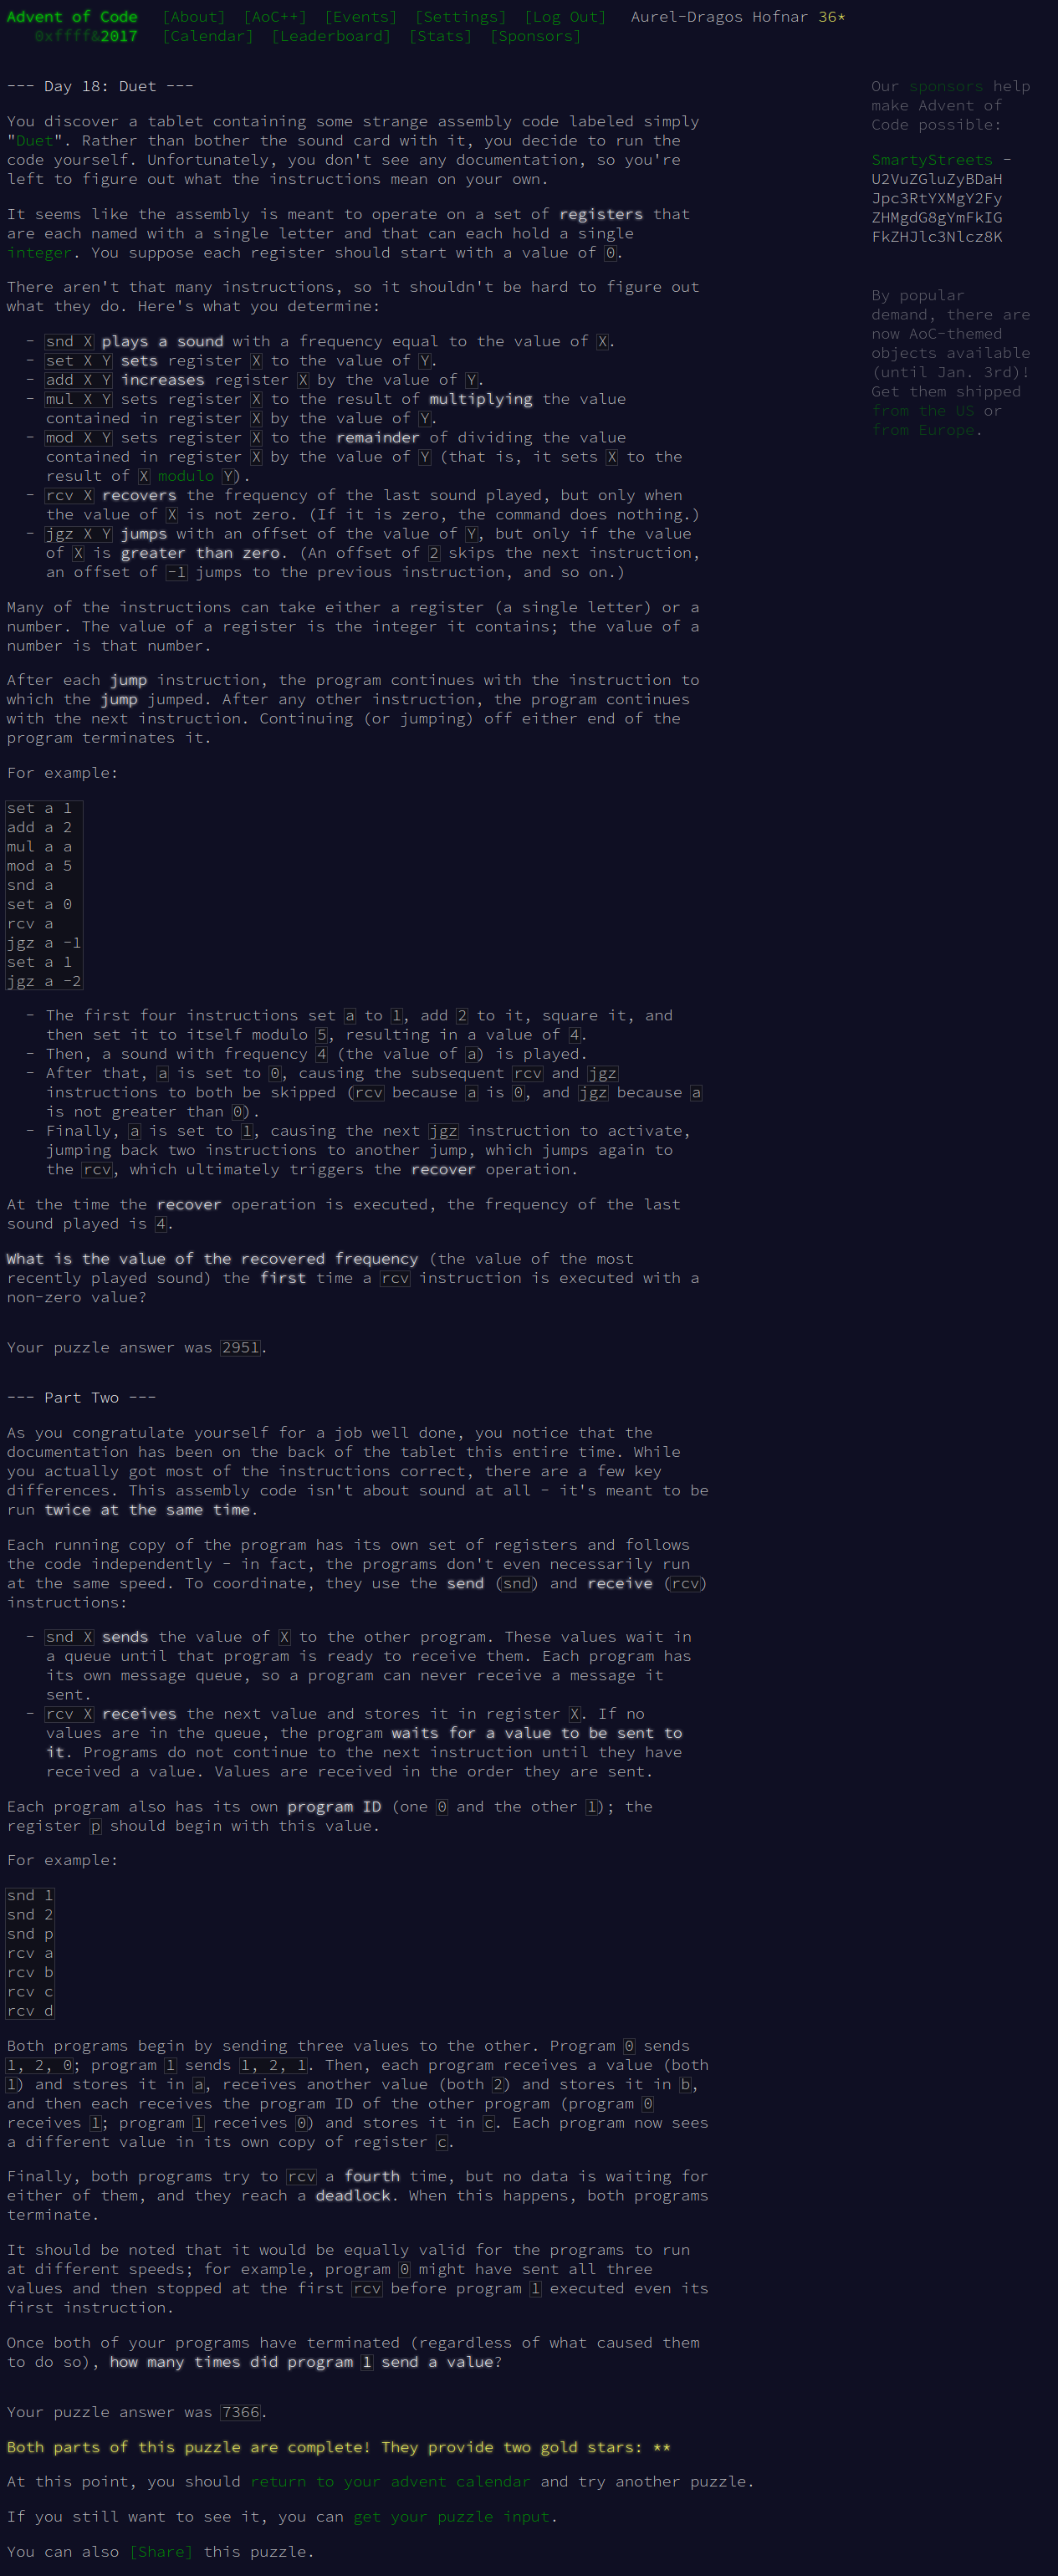 Advent of Code [About] [AoC++] [Events] [Settings] [Log Out] Aurel-Dragos Hofnar 36*
0xffff&2017 [Calendar] [Leaderboard] [Stats] [Sponsors]
--- Day 18: Duet ---
You discover a tablet containing some strange assembly code labeled simply
"Duet". Rather than bother the sound card with it, you decide to run the
code yourself. Unfortunately, you don't see any documentation, so you're
left to figure out what the instructions mean on your own.
It seems like the assembly is meant to operate on a set of registers that
are each named with a single letter and that can each hold a single
integer. You suppose each register should start with a value of 0.
There aren't that many instructions, so it shouldn't be hard to figure out
what they do. Here's what you determine:
- snd X plays a sound with a frequency equal to the value of X.
- set X Y sets register X to the value of Y.
- add X Y increases register X by the value of Y.
- mul X Y sets register X to the result of multiplying the value
contained in register X by the value of Y.
- mod X Y sets register X to the remainder of dividing the value
contained in register X by the value of Y (that is, it sets X to the
result of X modulo Y).
- rcv X recovers the frequency of the last sound played, but only when
the value of X is not zero. (If it is zero, the command does nothing.)
- jgz X Y jumps with an offset of the value of Y, but only if the value
of X is greater than zero. (An offset of 2 skips the next instruction,
an offset of -1 jumps to the previous instruction, and so on.)
Many of the instructions can take either a register (a single letter) or a
number. The value of a register is the integer it contains; the value of a
number is that number.
After each jump instruction, the program continues with the instruction to
which the jump jumped. After any other instruction, the program continues
with the next instruction. Continuing (or jumping) off either end of the
program terminates it.
For example:
set a 1
add a 2
mul a a
mod a 5
snd a
set a 0
rcv a
jgz a -1
set a 1
jgz a -2
- The first four instructions set a to 1, add 2 to it, square it, and
then set it to itself modulo 5, resulting in a value of 4.
- Then, a sound with frequency 4 (the value of a) is played.
- After that, a is set to 0, causing the subsequent rcv and jgz
instructions to both be skipped (rcv because a is 0, and jgz because a
is not greater than 0).
- Finally, a is set to 1, causing the next jgz instruction to activate,
jumping back two instructions to another jump, which jumps again to
the rcv, which ultimately triggers the recover operation.
At the time the recover operation is executed, the frequency of the last
sound played is 4.
What is the value of the recovered frequency (the value of the most
recently played sound) the first time a rcv instruction is executed with a
non-zero value?
Your puzzle answer was 2951.
--- Part Two ---
As you congratulate yourself for a job well done, you notice that the
documentation has been on the back of the tablet this entire time. While
you actually got most of the instructions correct, there are a few key
differences. This assembly code isn't about sound at all - it's meant to be
run twice at the same time.
Each running copy of the program has its own set of registers and follows
the code independently - in fact, the programs don't even necessarily run
at the same speed. To coordinate, they use the send (snd) and receive (rcv)
instructions:
- snd X sends the value of X to the other program. These values wait in
a queue until that program is ready to receive them. Each program has
its own message queue, so a program can never receive a message it
sent.
- rcv X receives the next value and stores it in register X. If no
values are in the queue, the program waits for a value to be sent to
it. Programs do not continue to the next instruction until they have
received a value. Values are received in the order they are sent.
Each program also has its own program ID (one 0 and the other 1); the
register p should begin with this value.
For example:
snd 1
snd 2
snd p
rcv a
rcv b
rcv c
rcv d
Both programs begin by sending three values to the other. Program 0 sends
1, 2, 0; program 1 sends 1, 2, 1. Then, each program receives a value (both
1) and stores it in a, receives another value (both 2) and stores it in b,
and then each receives the program ID of the other program (program 0
receives 1; program 1 receives 0) and stores it in c. Each program now sees
a different value in its own copy of register c.
Finally, both programs try to rcv a fourth time, but no data is waiting for
either of them, and they reach a deadlock. When this happens, both programs
terminate.
It should be noted that it would be equally valid for the programs to run
at different speeds; for example, program 0 might have sent all three
values and then stopped at the first rcv before program 1 executed even its
first instruction.
Once both of your programs have terminated (regardless of what caused them
to do so), how many times did program 1 send a value?
Your puzzle answer was 7366.
Both parts of this puzzle are complete! They provide two gold stars: **
At this point, you should return to your advent calendar and try another puzzle.
If you still want to see it, you can get your puzzle input.
You can also [Share] this puzzle.
Our sponsors help
make Advent of
Code possible:
SmartyStreets -
U2VuZGluZyBDaH
Jpc3RtYXMgY2Fy
ZHMgdG8gYmFkIG
FkZHJlc3Nlcz8K
By popular
demand, there are
now AoC-themed
objects available
(until Jan. 3rd)!
Get them shipped
from the US or
from Europe.